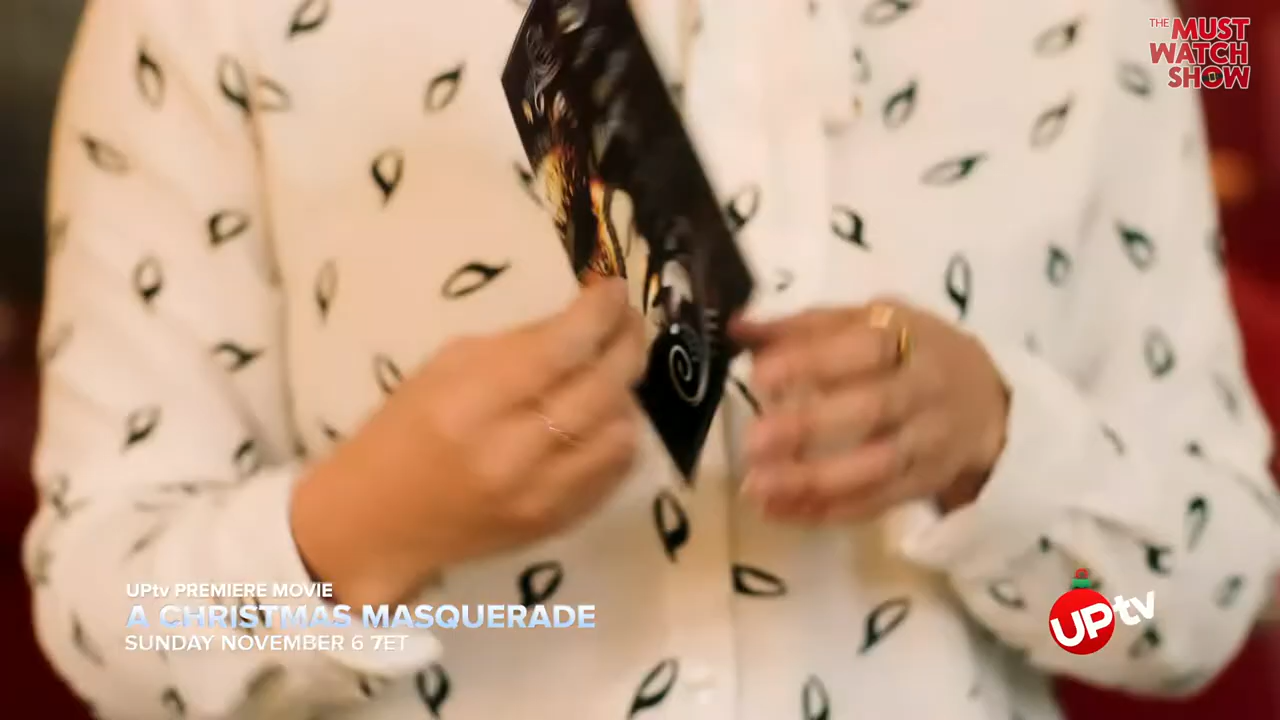 THE MUST
WATCH
SHOW
UPtv PREMIERE MOVIE
A CHRISTMAS MASQUERADE
SUNDAY NOVEMBER 6 7ET
UPtv